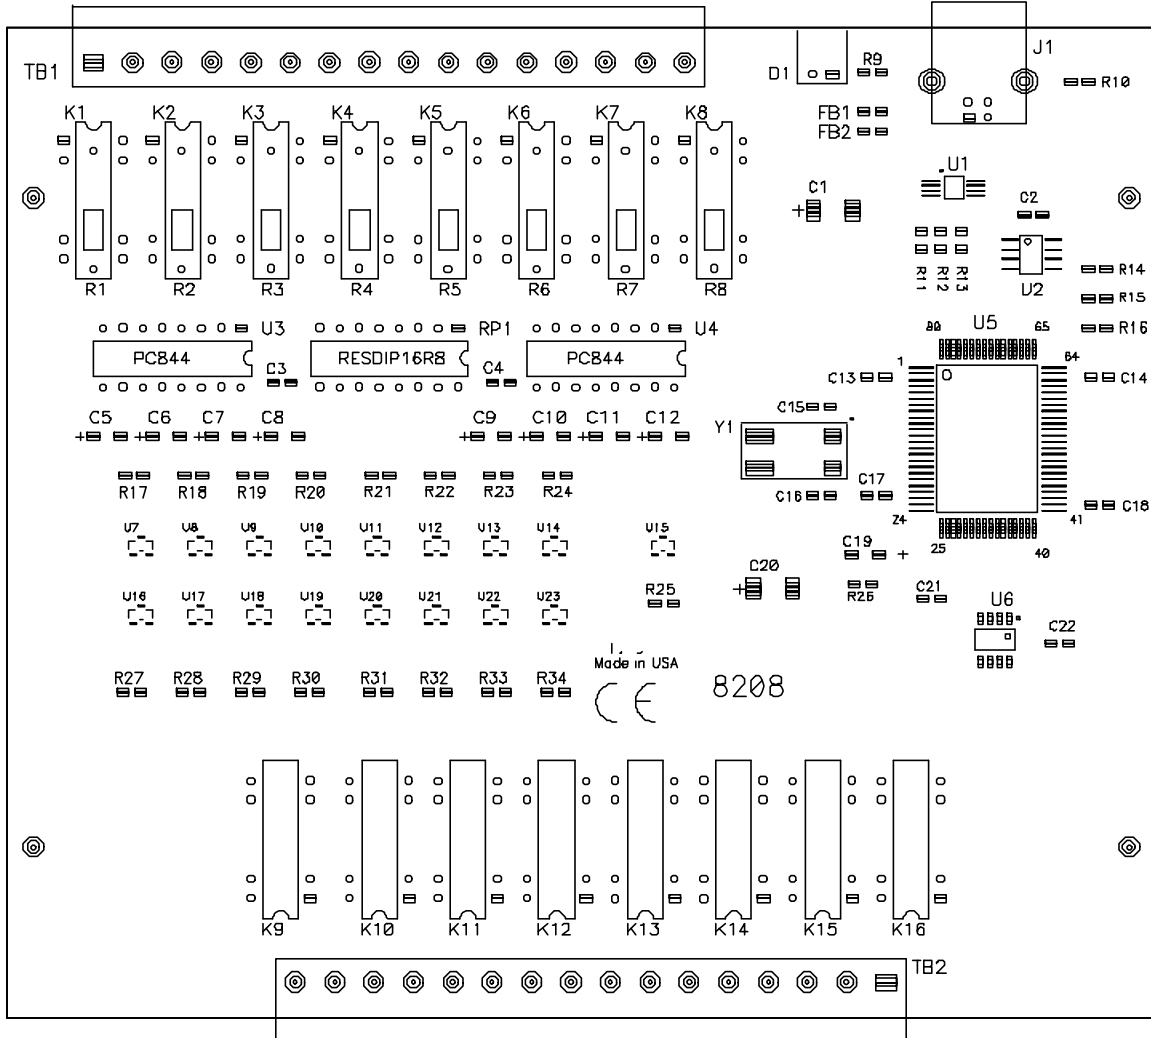 TB1
D1
R9
J1
R10
FB1
FB2
K1 K2 K3 K4 K5 K6 K7 K8
U1
C1
C2
R11 R12 R13
U2
R14
R15
R16
R1 R2 R3 R4 R5 R6 R7 R8
U3 RP1 U4
PC844 RESDIP16R8 PC844
C3 C4
80 U5 65
1 64
C13 C14
C5 C6 C7 C8 C9 C10 C11 C12
C15
Y1
R17 R18 R19 R20 R21 R22 R23 R24
C16 C17
C18
24 41
25 40
U7 U8 U9 U10 U11 U12 U13 U14 U15
C19
C20
R25 R26 C21
U16 U17 U18 U19 U20 U21 U22 U23
U6
C22
Made in USA
CE
8208
R27 R28 R29 R30 R31 R32 R33 R34
K9 K10 K11 K12 K13 K14 K15 K16
TB2